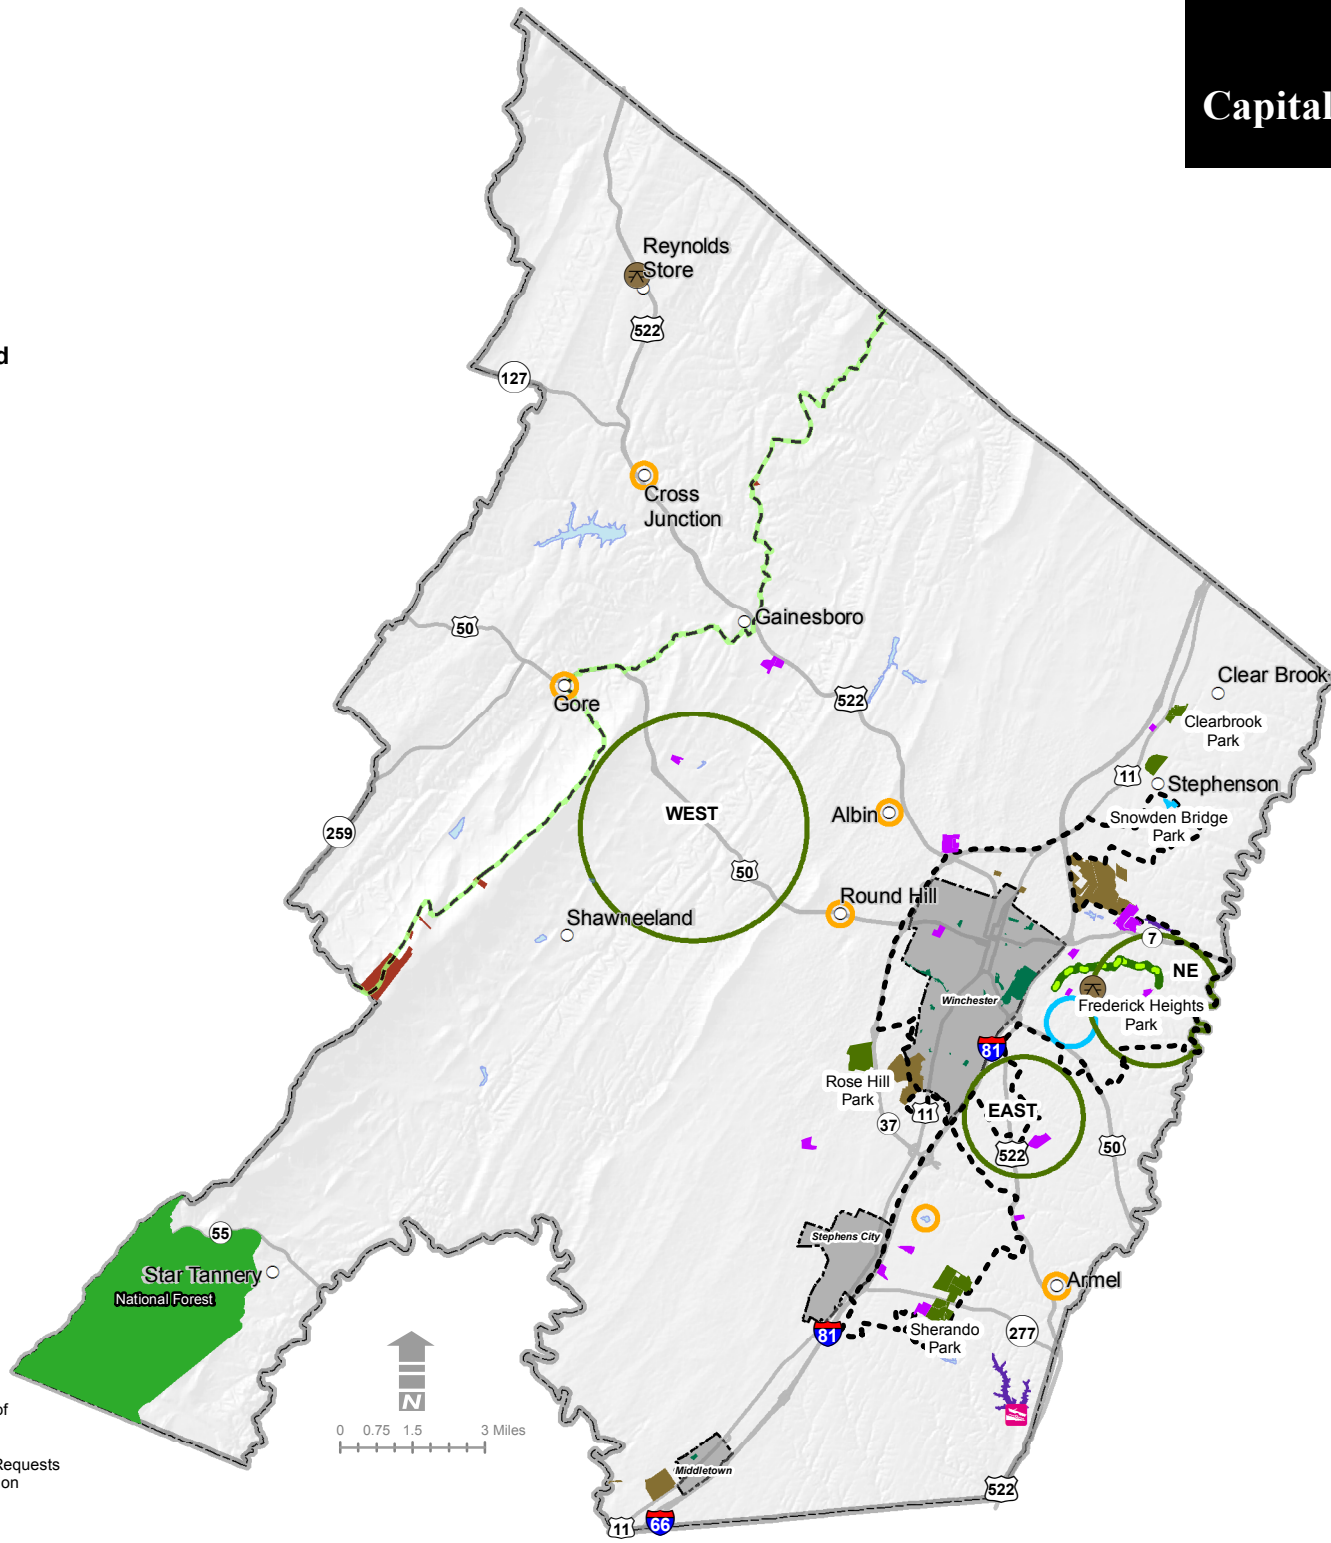 Capital
Reynolds
Store
522
d
127
Cross
Junction
Gainesboro
50
Clear Brook
Gore
522
Clearbrook
Park
11
Stephenson
WEST
Albin
Snowden Bridge
Park
259
50
Round Hill
Shawneeland
7
NE
Winchester
Frederick Heights
Park
81
Rose Hill
Park
11
EAST
37
522
50
55
Stephens City
Star Tannery
National Forest
Armel
81
Sherando
Park
277
N
of
0 0.75 1.5 3 Miles
Requests
on
Middletown
522
11
66